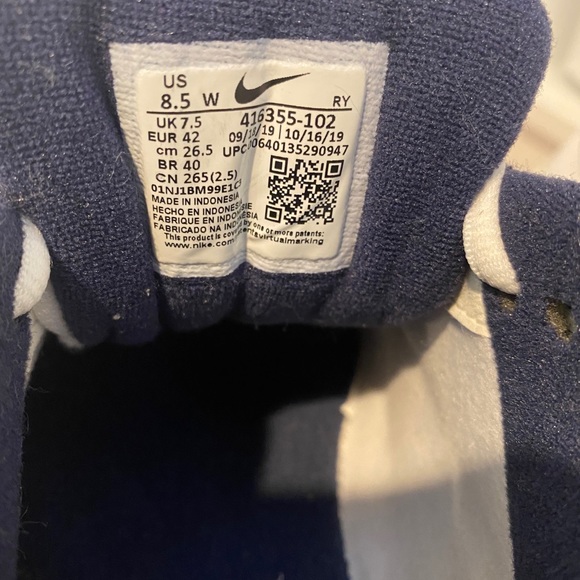 US
8.5 W RY
UK 7.5 416355-102
EUR 42 09/18/19 10/16/19
cm 26.5 UPC:00640135290947
BR 40
CN 265(2.5)
01NJ1BM99E1C1
MADE IN INDONESIA
HECHO EN INDONESIA
FABRIQUE EN INDONESIE
FABRICADO NA INDONESIA
This product is covered by one or more patents:
www.nike.com/patents/virtualmarking